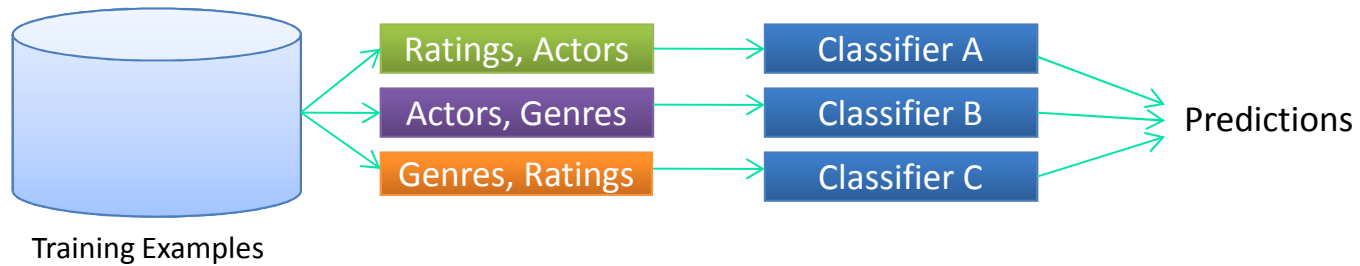 Ratings, Actors
Classifier A
Actors, Genres
Classifier B
Predictions
Genres, Ratings
Classifier C
Training Examples